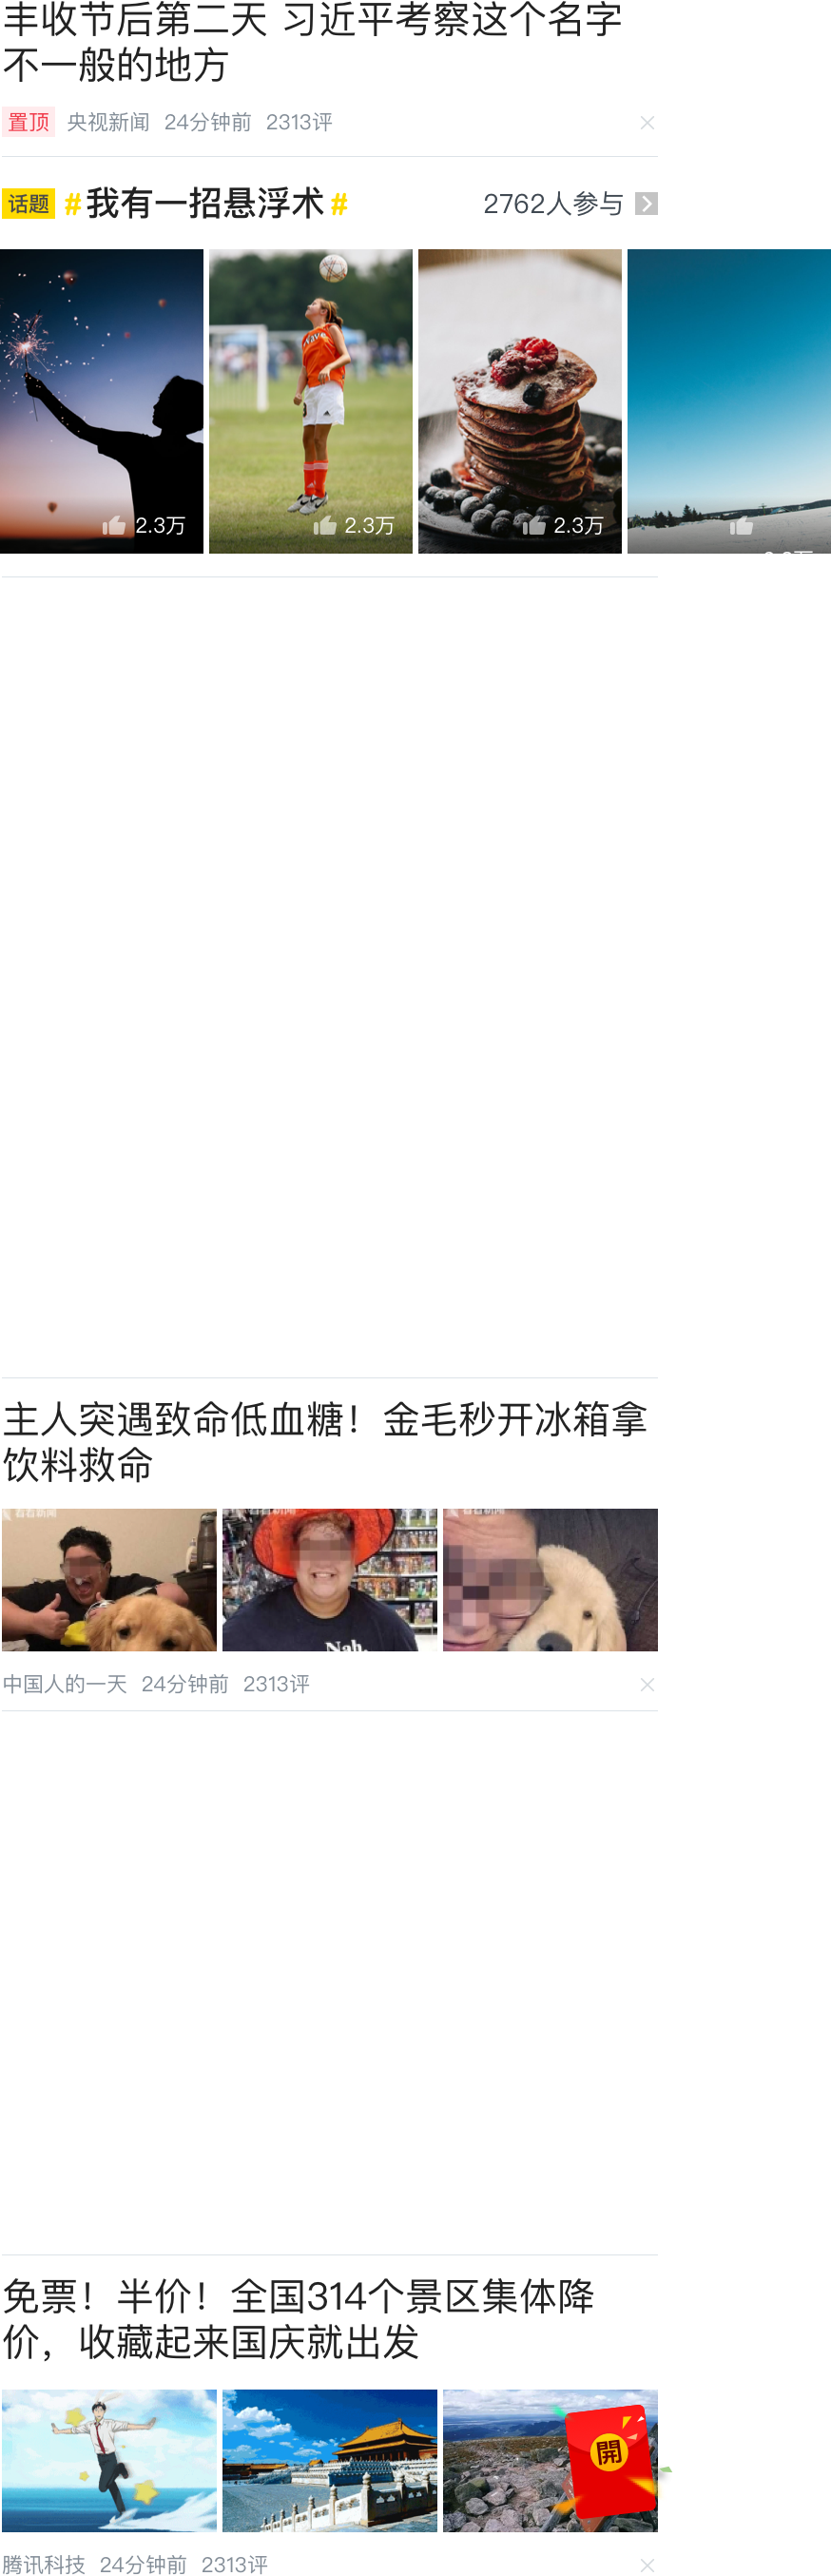 丰收节后第二天 习近平考察这个名字
不一般的地方
置顶 央视新闻 24分钟前 2313评
话题 #我有一招悬浮术# 2762人参与
2.3万 2.3万 2.3万
主人突遇致命低血糖！金毛秒开冰箱拿
饮料救命
看看新闻
Nah.
中国人的一天 24分钟前 2313评
免票！半价！全国314个景区集体降
价，收藏起来国庆就出发
開
腾讯科技 24分钟前 2313评